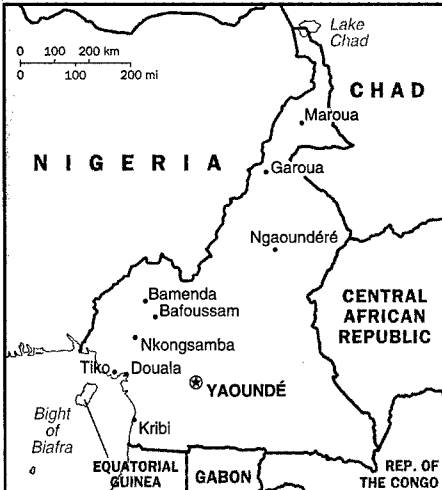 Lake
Chad
0 100 200 km
0 100 200 mi
CHAD
Maroua
NIGERIA
Garoua
Ngaoundéré
CENTRAL
AFRICAN
REPUBLIC
Bamenda
Bafoussam
Nkongsamba
Tiko Douala
YAOUNDÉ
Bight
of
Biafra
Kribi
EQUATORIAL
GUINEA
GABON
REP. OF
THE CONGO